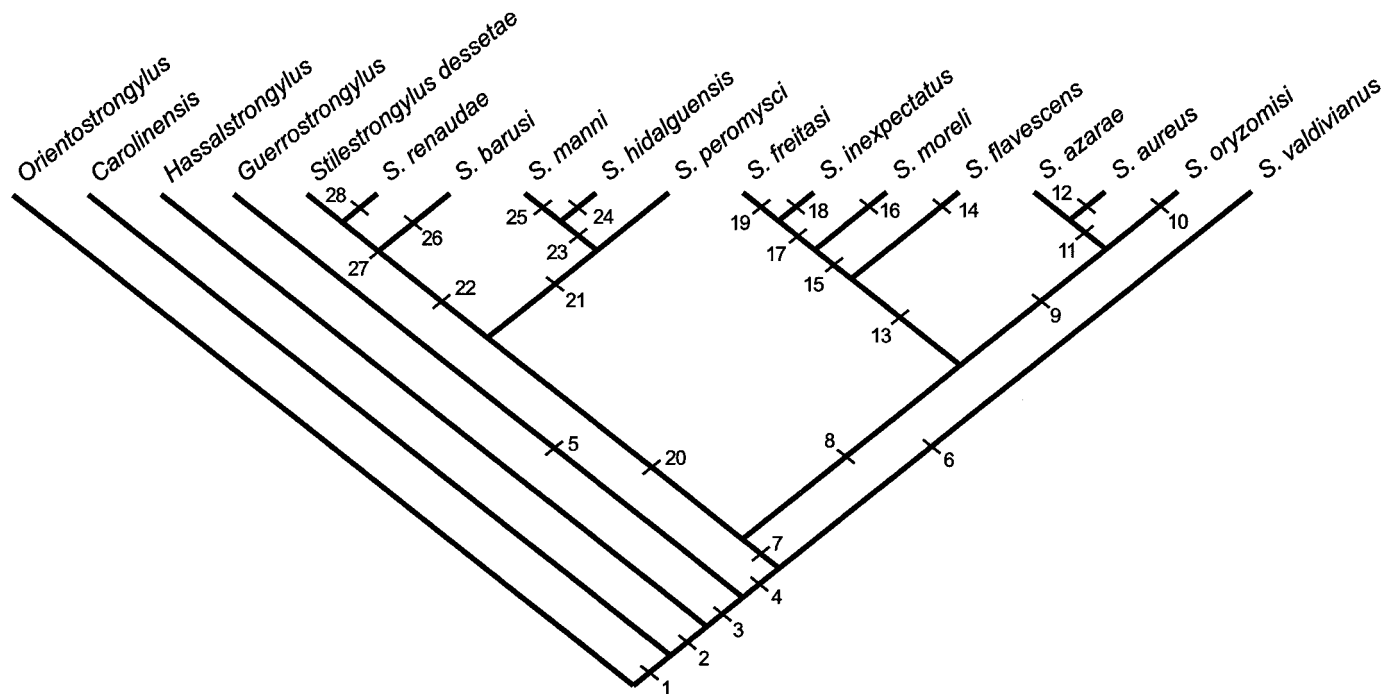 Orientostrongylus
Carolinensis
Hassalstrongylus
Guerrostrongylus
Stilestrongylus dessetae
S. renaudae
S. barusi
S. manni
S. hidalguensis
S. peromysci
S. freitasi
S. inexpectatus
S. moreli
S. flavescens
S. azarae
S. aureus
S. oryzomisi
S. valdivianus
28
26
27
22
25
24
23
21
19
18
17
16
15
14
13
12
11
10
9
20
8
5
6
7
4
3
2
1